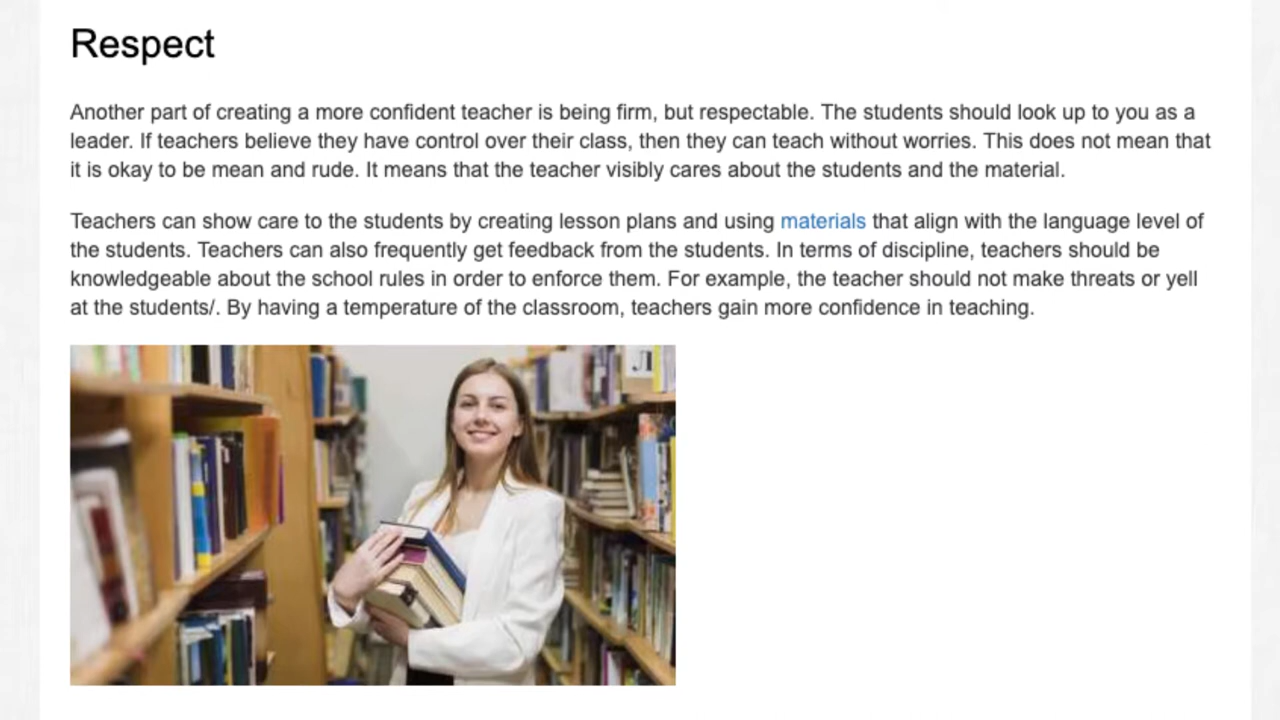 Respect
Another part of creating a more confident teacher is being firm, but respectable. The students should look up to you as a
leader. If teachers believe they have control over their class, then they can teach without worries. This does not mean that
it is okay to be mean and rude. It means that the teacher visibly cares about the students and the material.
Teachers can show care to the students by creating lesson plans and using materials that align with the language level of
the students. Teachers can also frequently get feedback from the students. In terms of discipline, teachers should be
knowledgeable about the school rules in order to enforce them. For example, the teacher should not make threats or yell
at the students/. By having a temperature of the classroom, teachers gain more confidence in teaching.